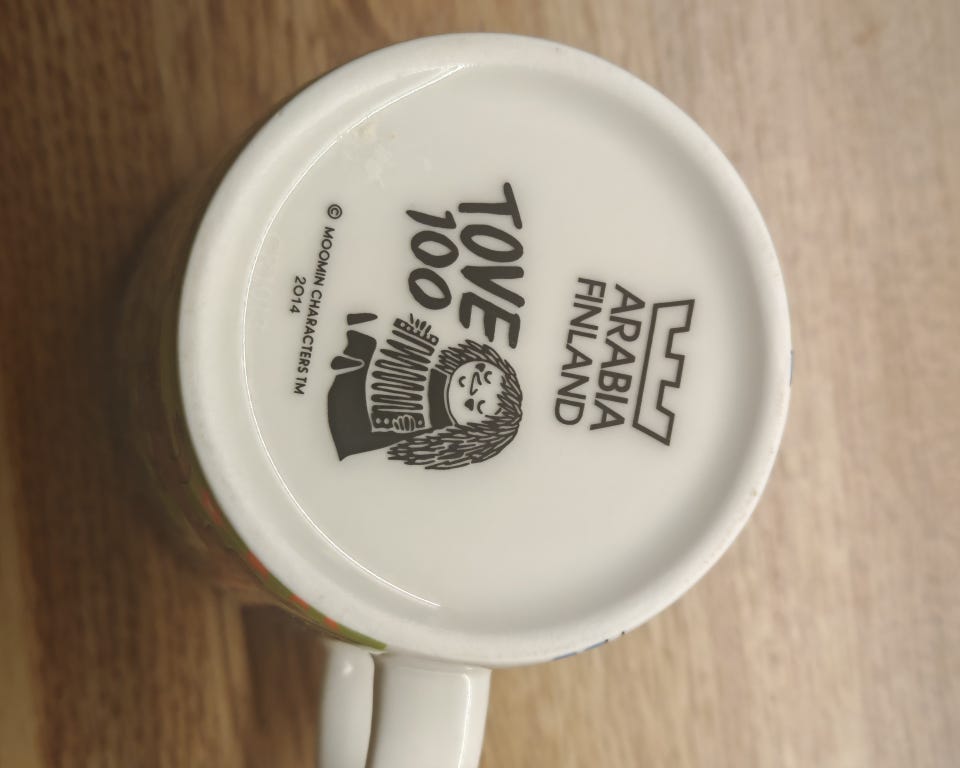 ARABIA
FINLAND
TOVE
100
© MOOMIN CHARACTERS TM
2014